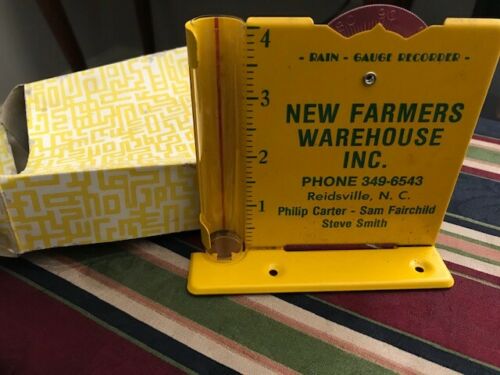 - RAIN - GAUGE RECORDER -
4
3
2
1
NEW FARMERS
WAREHOUSE
INC.
PHONE 349-6543
Reidsville, N. C.
Philip Carter - Sam Fairchild
Steve Smith